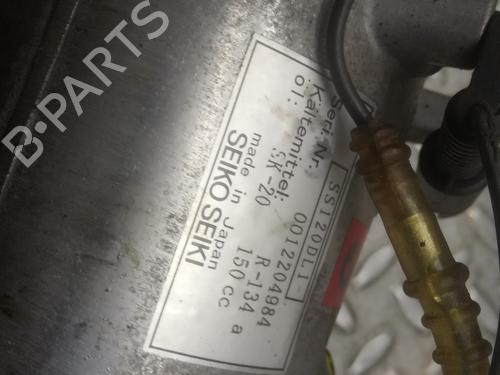 B-PARTS
SS120DL1-
Seri. Nr. 0012204984
Kältemittel: R-134 a
öl: SK-20 150 cc
made in Japan
SEIKO SEIKI